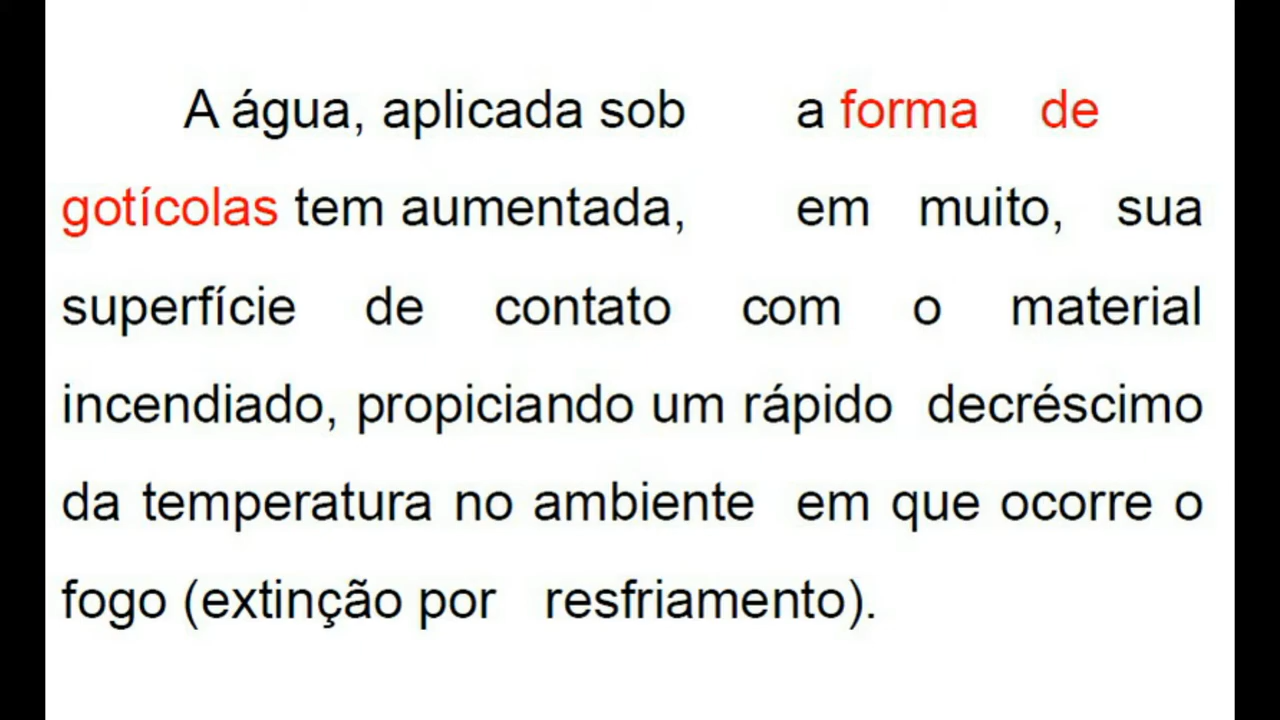 A água, aplicada sob a forma de
gotícolas tem aumentada, em muito, sua
superfície de contato com o material
incendiado, propiciando um rápido decréscimo
da temperatura no ambiente em que ocorre o
fogo (extinção por resfriamento).